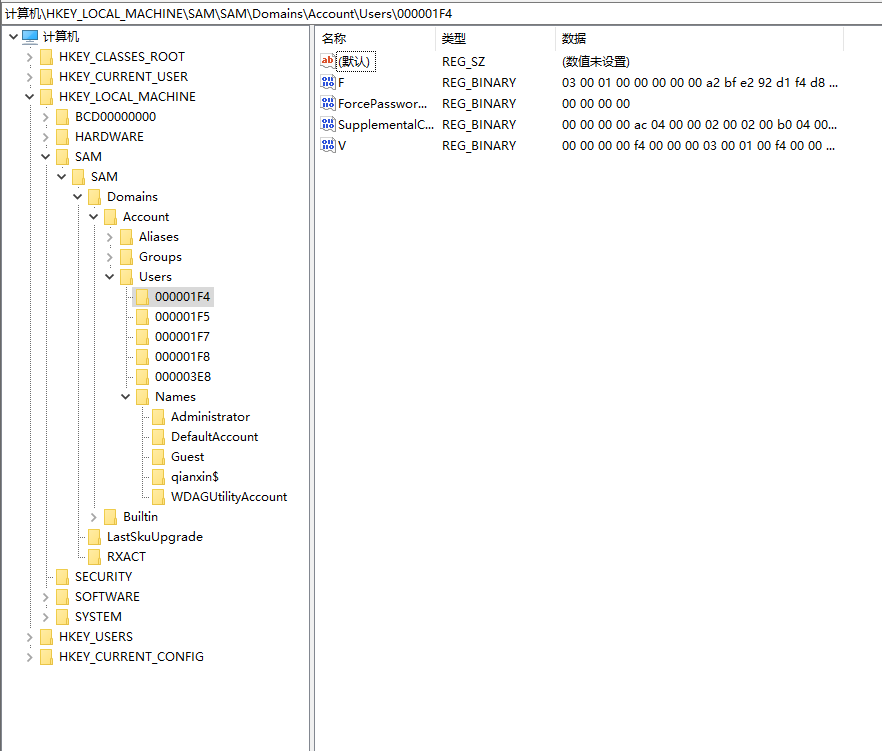 计算机\HKEY_LOCAL_MACHINE\SAM\SAM\Domains\Account\Users\000001F4
计算机
HKEY_CLASSES_ROOT
HKEY_CURRENT_USER
HKEY_LOCAL_MACHINE
BCD00000000
HARDWARE
SAM
SAM
Domains
Account
Aliases
Groups
Users
000001F4
000001F5
000001F7
000001F8
000003E8
Names
Administrator
DefaultAccount
Guest
qianxin$
WDAGUtilityAccount
Builtin
LastSkuUpgrade
RXACT
SECURITY
SOFTWARE
SYSTEM
HKEY_USERS
HKEY_CURRENT_CONFIG
名称 类型 数据
(默认) REG_SZ (数值未设置)
F REG_BINARY 03 00 01 00 00 00 00 00 a2 bf e2 92 d1 f4 d8 ...
ForcePasswor... REG_BINARY 00 00 00 00
SupplementalC... REG_BINARY 00 00 00 00 ac 04 00 00 02 00 02 00 b0 04 00...
V REG_BINARY 00 00 00 00 f4 00 00 00 03 00 01 00 f4 00 00 ...